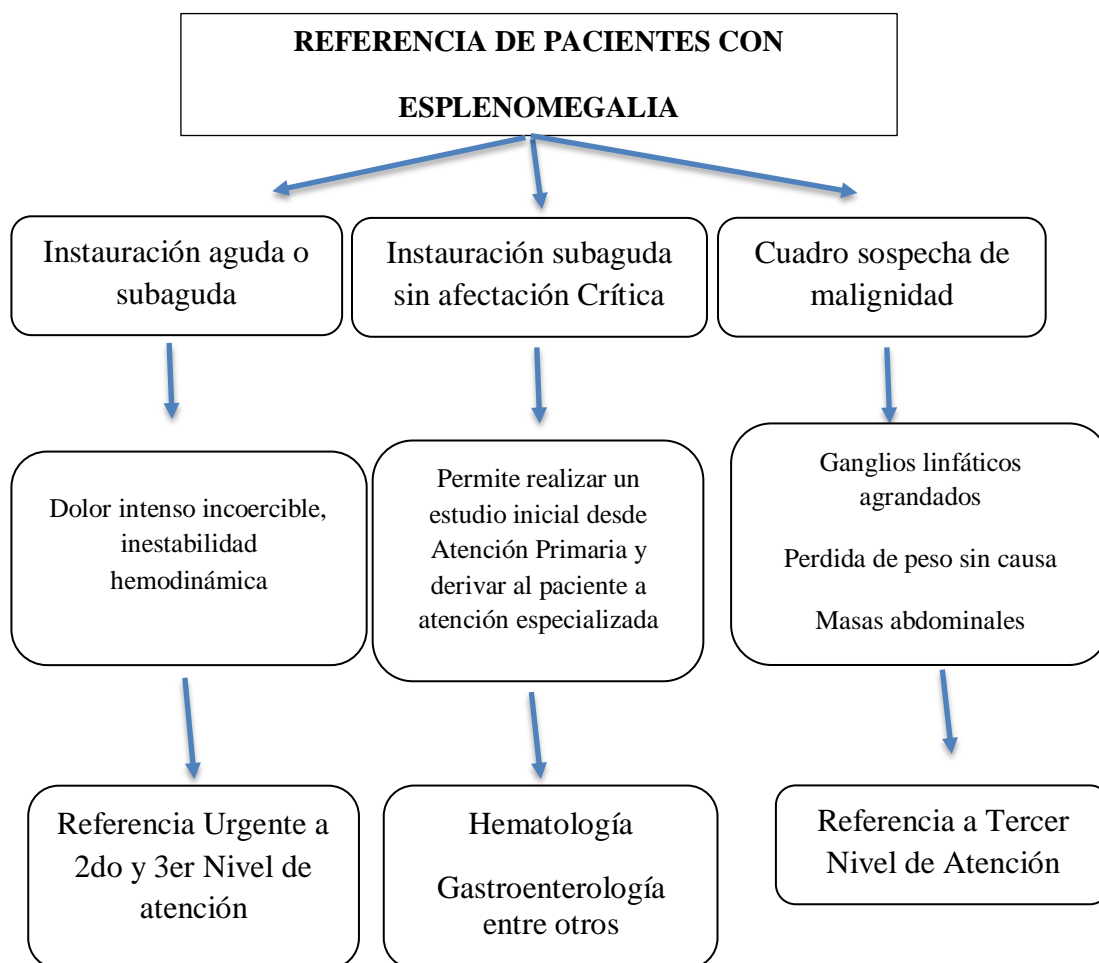 REFERENCIA DE PACIENTES CON
ESPLENOMEGALIA
Instauración aguda o
subaguda
Instauración subaguda
sin afectación Crítica
Cuadro sospecha de
malignidad
Dolor intenso incoercible,
inestabilidad
hemodinámica
Permite realizar un
estudio inicial desde
Atención Primaria y
derivar al paciente a
atención especializada
Ganglios linfáticos
agrandados
Perdida de peso sin causa
Masas abdominales
Referencia Urgente a
2do y 3er Nivel de
atención
Hematología
Gastroenterología
entre otros
Referencia a Tercer
Nivel de Atención